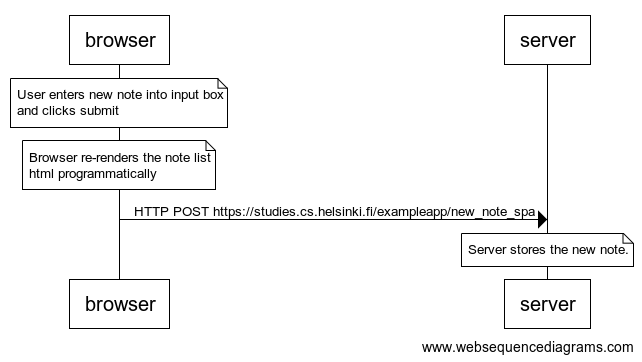 browser
server
User enters new note into input box
and clicks submit
Browser re-renders the note list
html programmatically
HTTP POST https://studies.cs.helsinki.fi/exampleapp/new_note_spa
Server stores the new note.
browser
server
www.websequencediagrams.com